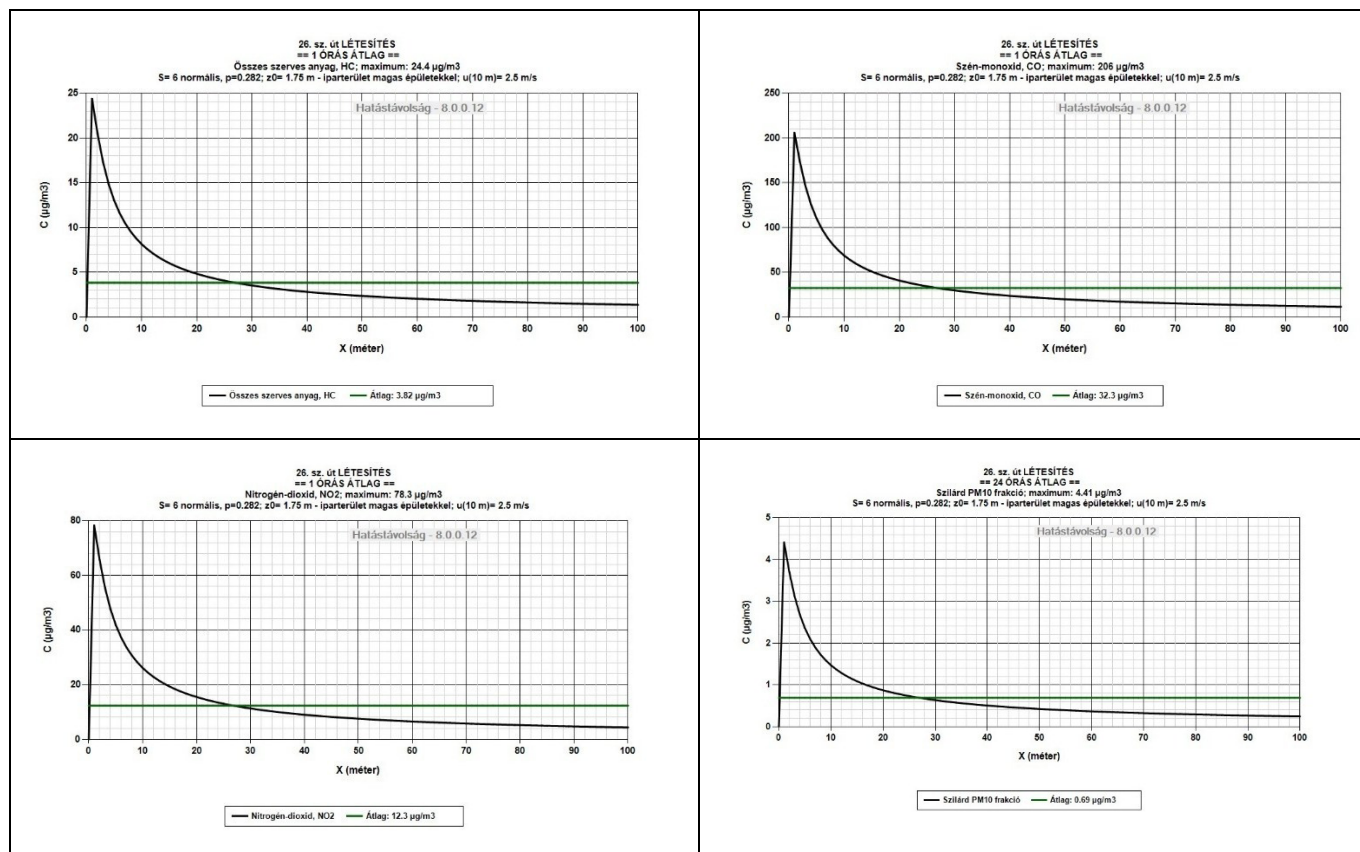 26. sz. út LÉTESÍTÉS
== 1 ÓRÁS ÁTLAG ==
Összes szerves anyag, HC; maximum: 24.4 µg/m3
S= 6 normális, p=0.282; z0= 1.75 m - iparterület magas épületekkel; u(10 m)= 2.5 m/s
Hatástávolság - 8.0.0.12
25
20
15
10
5
0
C (µg/m3)
0 10 20 30 40 50 60 70 80 90 100
X (méter)
Összes szerves anyag, HC Átlag: 3.82 µg/m3
26. sz. út LÉTESÍTÉS
== 1 ÓRÁS ÁTLAG ==
Szén-monoxid, CO; maximum: 206 µg/m3
S= 6 normális, p=0.282; z0= 1.75 m - iparterület magas épületekkel; u(10 m)= 2.5 m/s
Hatástávolság - 8.0.0.12
250
200
150
100
50
0
C (µg/m3)
0 10 20 30 40 50 60 70 80 90 100
X (méter)
Szén-monoxid, CO Átlag: 32.3 µg/m3
26. sz. út LÉTESÍTÉS
== 1 ÓRÁS ÁTLAG ==
Nitrogén-dioxid, NO2; maximum: 78.3 µg/m3
S= 6 normális, p=0.282; z0= 1.75 m - iparterület magas épületekkel; u(10 m)= 2.5 m/s
Hatástávolság - 8.0.0.12
80
60
40
20
0
C (µg/m3)
0 10 20 30 40 50 60 70 80 90 100
X (méter)
Nitrogén-dioxid, NO2 Átlag: 12.3 µg/m3
26. sz. út LÉTESÍTÉS
== 24 ÓRÁS ÁTLAG ==
Szilárd PM10 frakció; maximum: 4.41 µg/m3
S= 6 normális, p=0.282; z0= 1.75 m - iparterület magas épületekkel; u(10 m)= 2.5 m/s
Hatástávolság - 8.0.0.12
5
4
3
2
1
0
C (µg/m3)
0 10 20 30 40 50 60 70 80 90 100
X (méter)
Szilárd PM10 frakció Átlag: 0.69 µg/m3